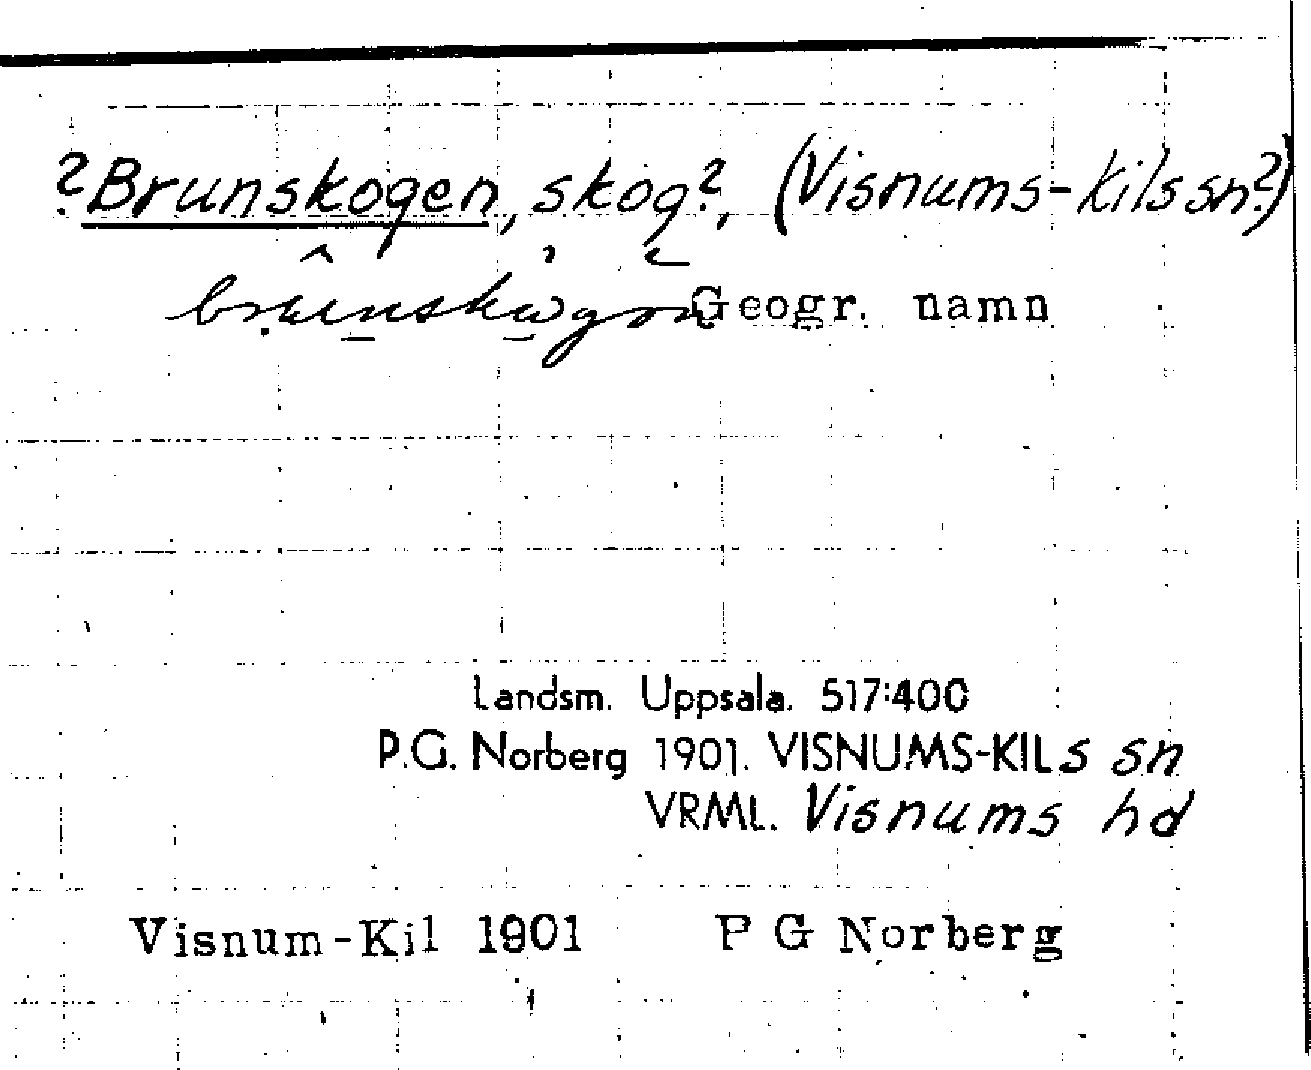 ?Brunskogen, skog?, (Visnums-Kils sn?)
Geogr. namn
Landsm. Uppsala. 517:400
P.G. Norberg 1901. VISNUMS-KILS sn
VRML. Visnums hd
Visnum-Kil 1901 P G Norberg